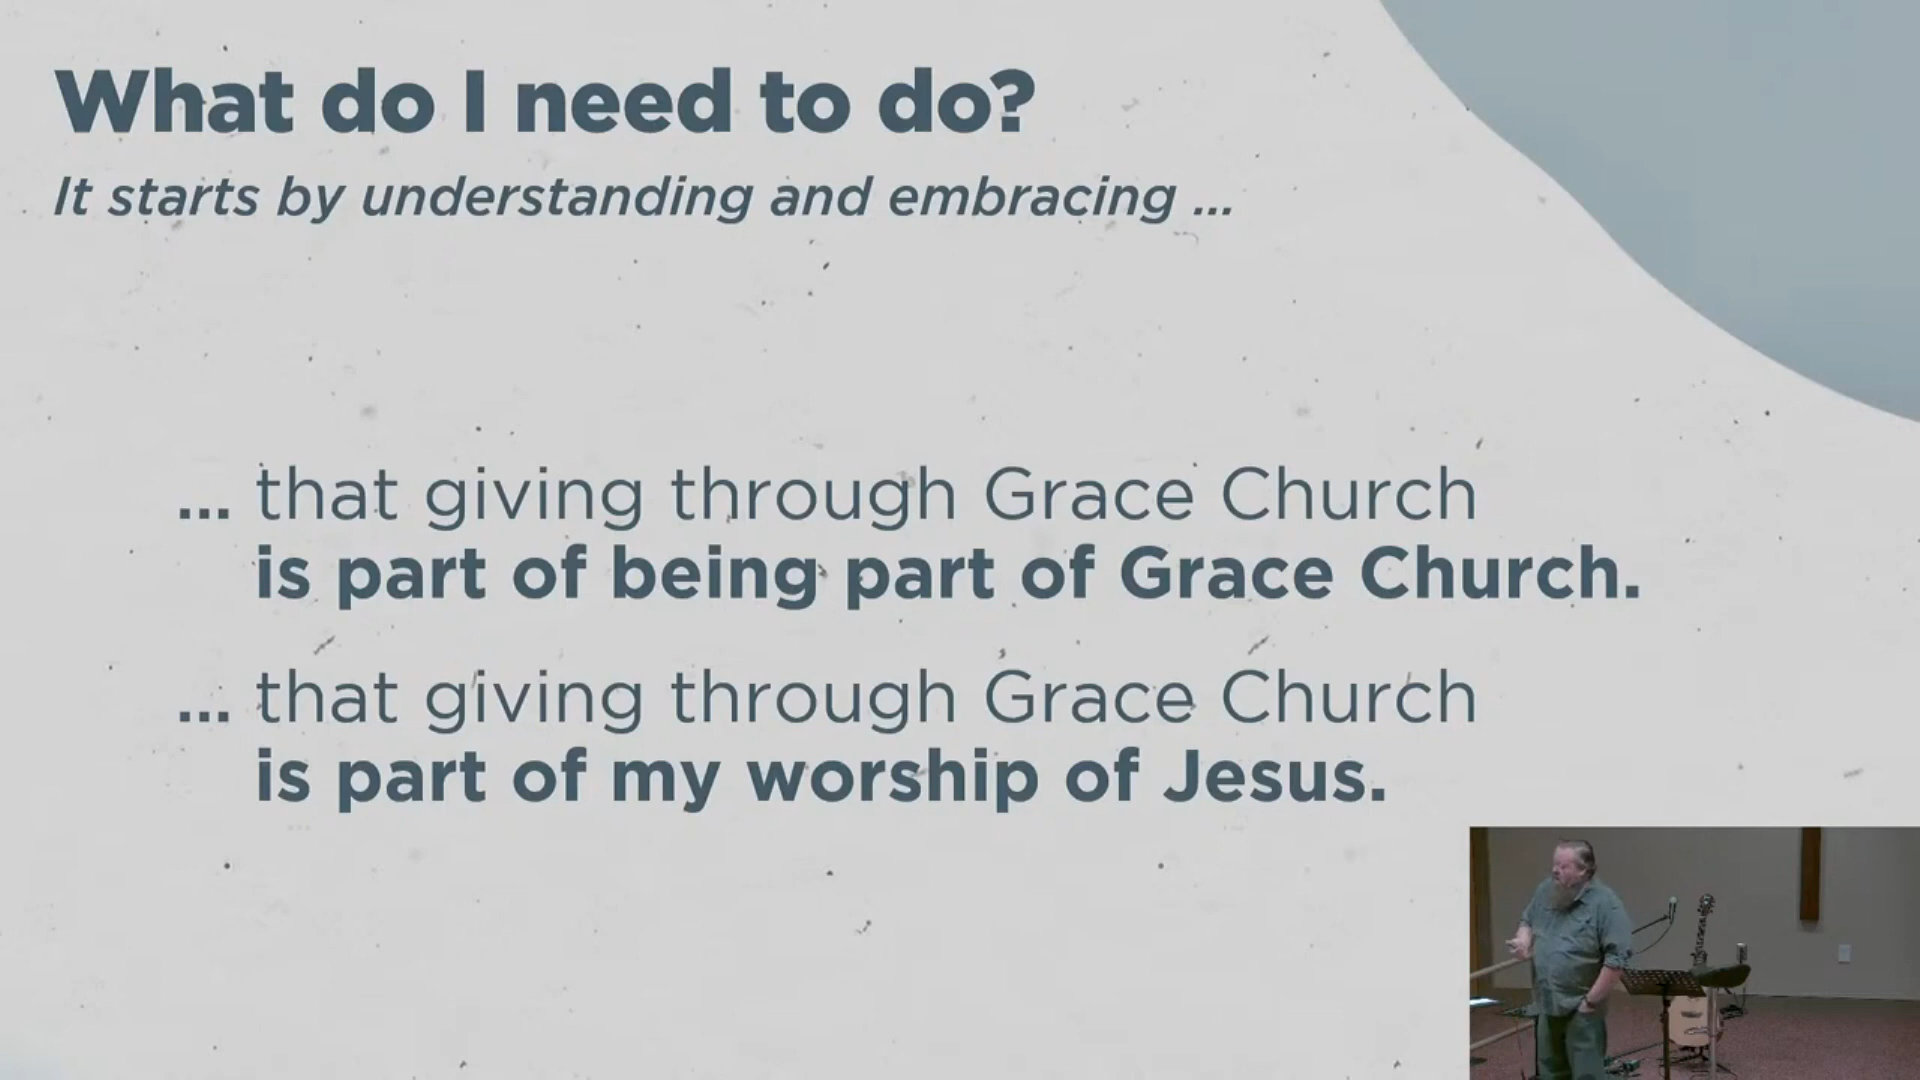 What do I need to do?
It starts by understanding and embracing ...
... that giving through Grace Church
is part of being part of Grace Church.
... that giving through Grace Church
is part of my worship of Jesus.